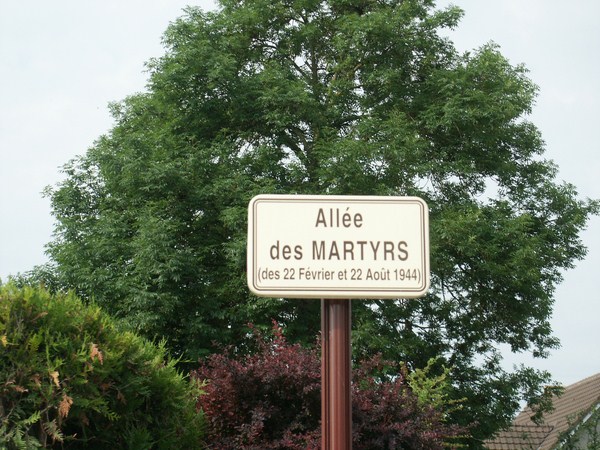 Allée
des MARTYRS
(des 22 Février et 22 Août 1944)